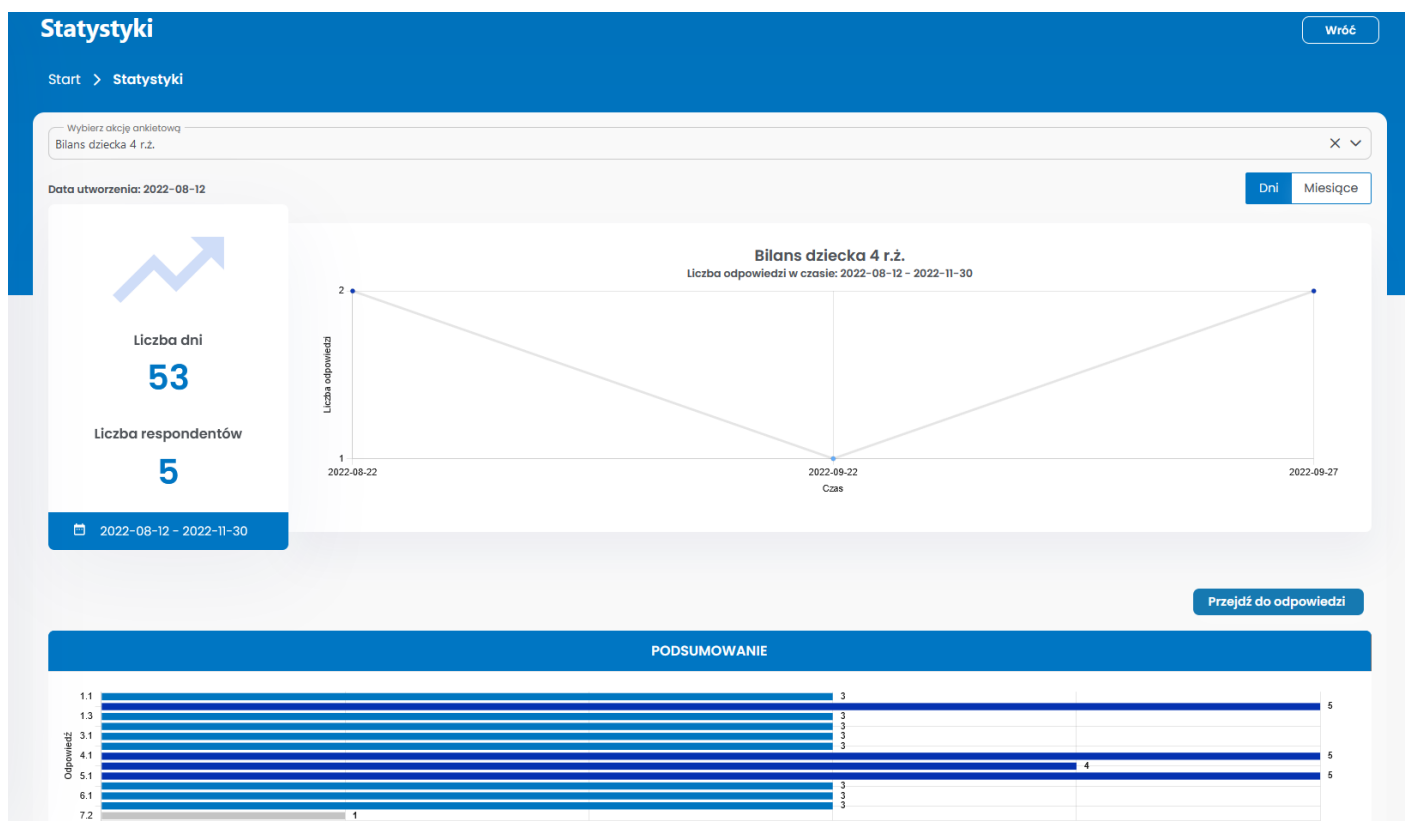 Statystyki
Wróć
Start > Statystyki
Wybierz akcję ankietową
Bilans dziecka 4 r.ż.
Data utworzenia: 2022-08-12
Dni Miesiące
Bilans dziecka 4 r.ż.
Liczba odpowiedzi w czasie: 2022-08-12 - 2022-11-30
2
Liczba odpowiedzi
1
2022-08-22 2022-09-22 2022-09-27
Czas
Liczba dni
53
Liczba respondentów
5
2022-08-12 - 2022-11-30
Przejdź do odpowiedzi
PODSUMOWANIE
Odpowiedź
1.1 3
5
1.3 3
3
3.1 3
3
4.1 5
4
5.1 5
3
6.1 3
3
7.2 1